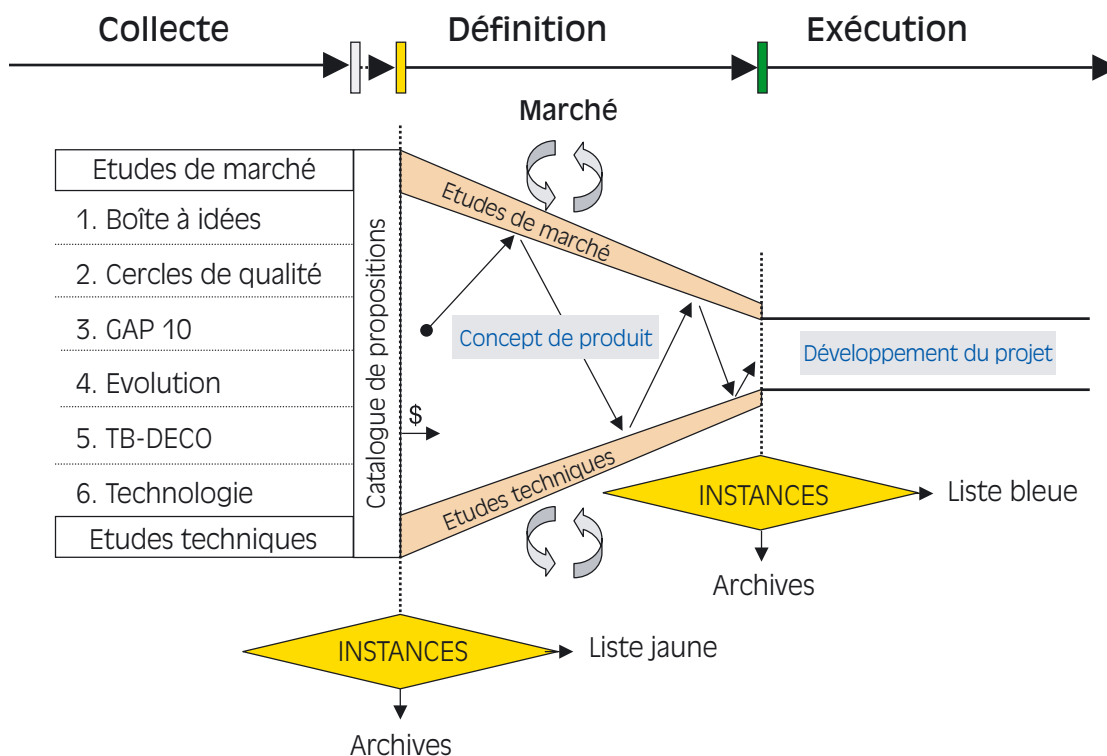 Collecte
Définition
Exécution
Marché
Etudes de marché
1. Boîte à idées
2. Cercles de qualité
3. GAP 10
4. Evolution
5. TB-DECO
6. Technologie
Etudes techniques
Catalogue de propositions
$
Etudes de marché
Concept de produit
Etudes techniques
Développement du projet
INSTANCES
Liste bleue
Archives
INSTANCES
Liste jaune
Archives